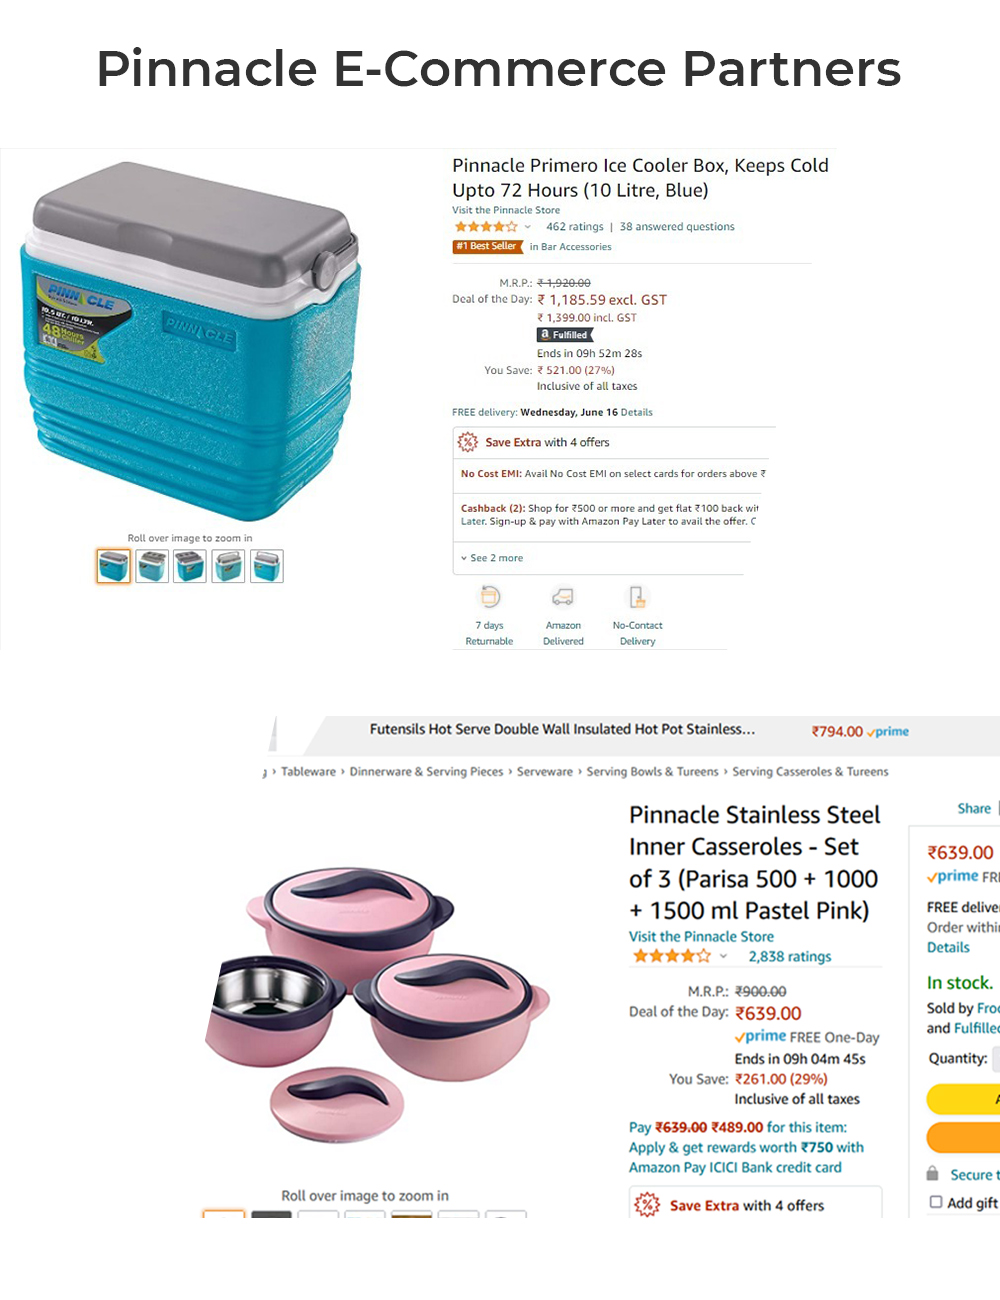 Pinnacle E-Commerce Partners
Pinnacle Primero Ice Cooler Box, Keeps Cold
Upto 72 Hours (10 Litre, Blue)
Visit the Pinnacle Store
462 ratings | 38 answered questions
#1 Best Seller in Bar Accessories
M.R.P.: ₹ 1,920.00
Deal of the Day: ₹ 1,185.59 excl. GST
₹ 1,399.00 incl. GST
a Fulfilled
Ends in 09h 52m 28s
You Save: ₹ 521.00 (27%)
Inclusive of all taxes
FREE delivery: Wednesday, June 16 Details
Save Extra with 4 offers
No Cost EMI: Avail No Cost EMI on select cards for orders above ₹
Cashback (2): Shop for ₹500 or more and get flat ₹100 back
Later. Sign-up & pay with Amazon Pay Later to avail the offer.
See 2 more
7 days
Returnable
Amazon
Delivered
No-Contact
Delivery
PINNACLE
10.5 QT. / 10 LTR.
48 Hours
PINNACLE
Roll over image to zoom in
Futensils Hot Serve Double Wall Insulated Hot Pot Stainless...
₹794.00 prime
› Tableware › Dinnerware & Serving Pieces › Serveware › Serving Bowls & Tureens › Serving Casseroles & Tureens
Pinnacle Stainless Steel
Inner Casseroles - Set
of 3 (Parisa 500 + 1000
+ 1500 ml Pastel Pink)
Visit the Pinnacle Store
2,838 ratings
M.R.P.: ₹900.00
Deal of the Day: ₹639.00
prime FREE One-Day
Ends in 09h 04m 45s
You Save: ₹261.00 (29%)
Inclusive of all taxes
Pay ₹639.00 ₹489.00 for this item:
Apply & get rewards worth ₹750 with
Amazon Pay ICICI Bank credit card
Save Extra with 4 offers
Roll over image to zoom in
Share
₹639.00
prime FRE
FREE delive
Order withi
Details
In stock.
Sold by Fro
and Fulfille
Quantity:
Secure t
Add gift